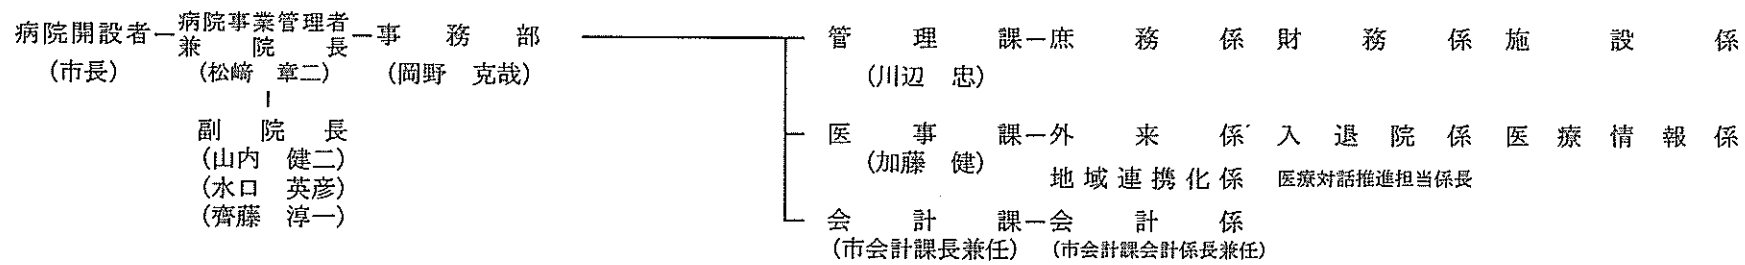 病院開設者ー病院事業管理者兼院長ー事務部
(市長) (松﨑 章二) (岡野 克哉)
副院長
(山内 健二)
(水口 英彦)
(齊藤 淳一)
管理課ー庶務係 財務係 施設係
(川辺 忠)
医事課ー外来係 入退院係 医療情報係
(加藤 健)
地域連携化係 医療対話推進担当係長
会計課ー会計係
(市会計課長兼任) (市会計課会計係長兼任)